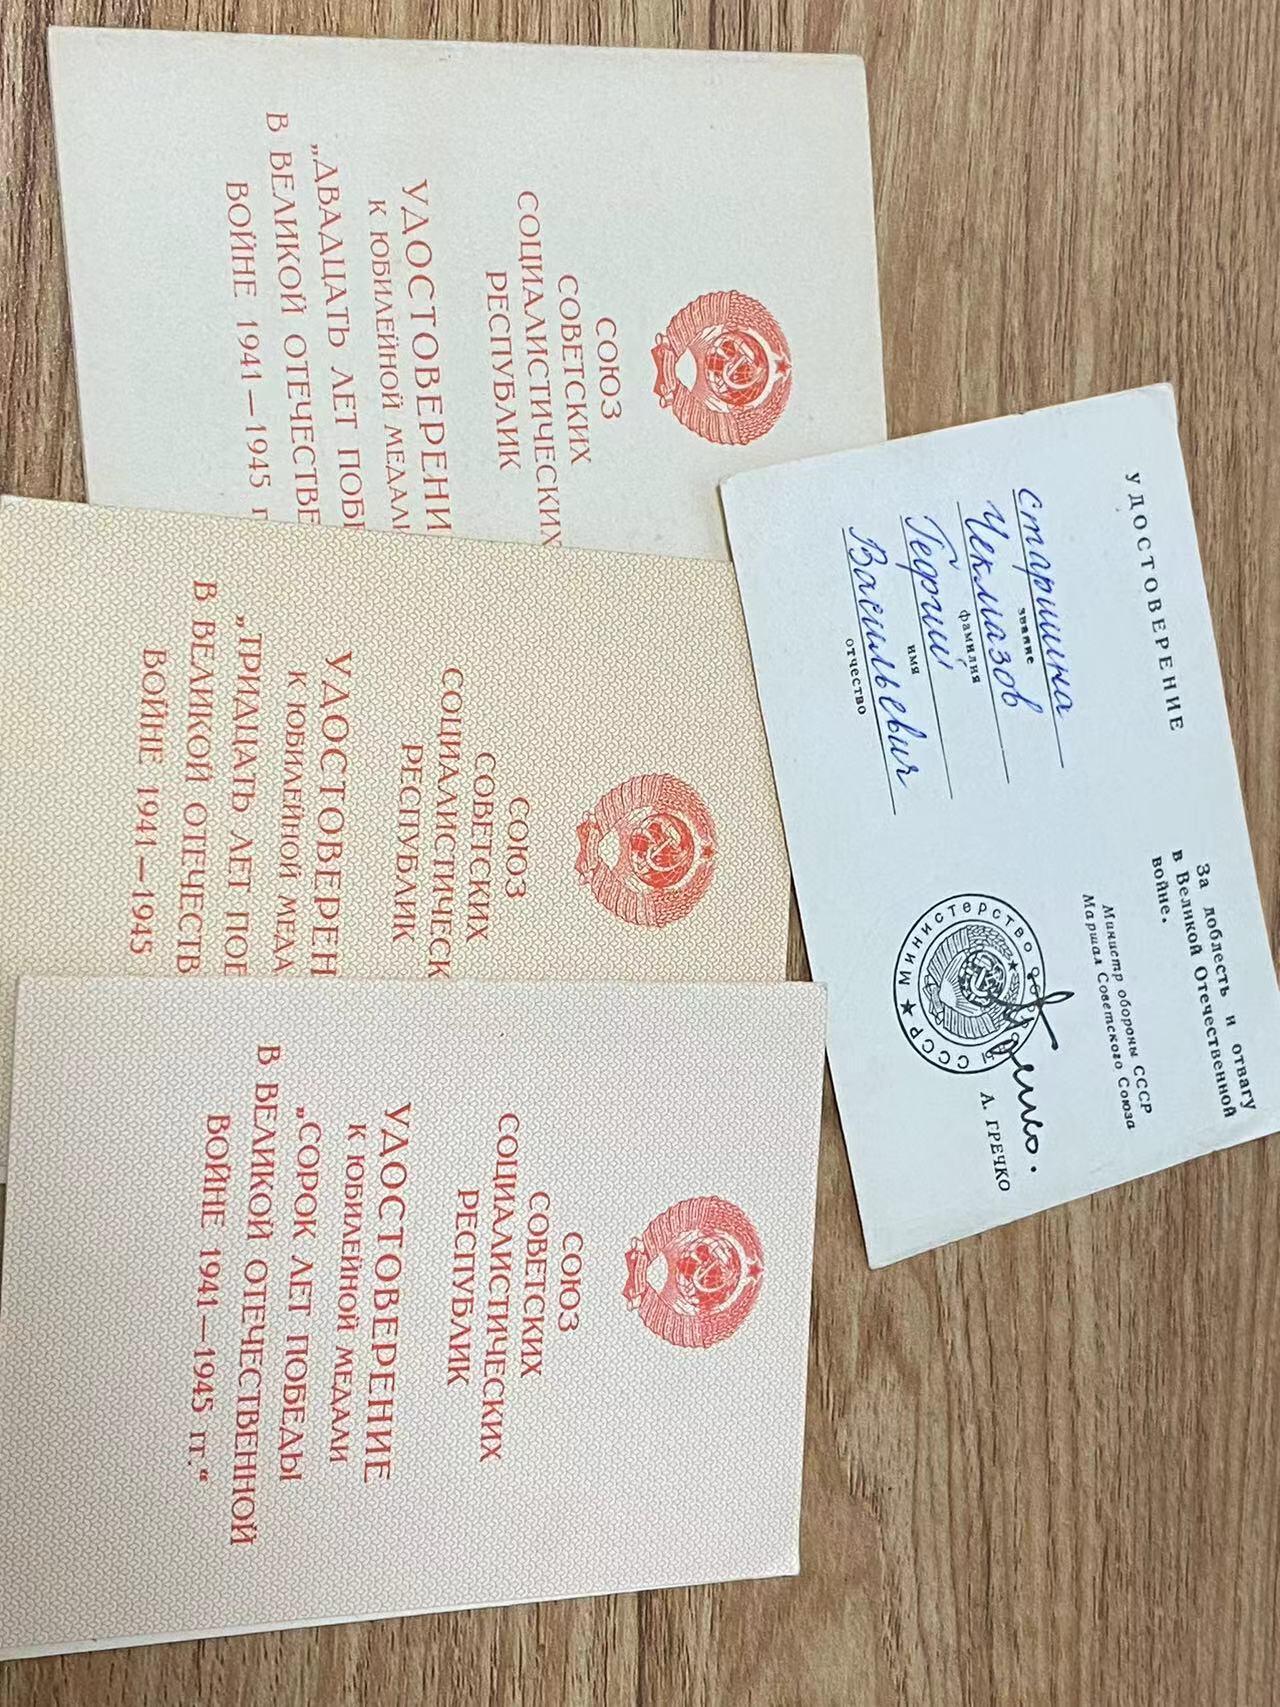 СОЮЗ
СОВЕТСКИХ
СОЦИАЛИСТИЧЕСКИХ
РЕСПУБЛИК
УДОСТОВЕРЕНИ
К ЮБИЛЕЙНОЙ МЕДАЛИ
„ДВАДЦАТЬ ЛЕТ ПОБЕ
В ВЕЛИКОЙ ОТЕЧЕСТВЕ
ВОЙНЕ 1941—1945 г
СОЮЗ
СОВЕТСКИХ
СОЦИАЛИСТИЧЕСК
РЕСПУБЛИК
УДОСТОВЕРЕН
К ЮБИЛЕЙНОЙ МЕДА
„ТРИДЦАТЬ ЛЕТ ПОБ
В ВЕЛИКОЙ ОТЕЧЕСТВ
ВОЙНЕ 1941—1945
СОЮЗ
СОВЕТСКИХ
СОЦИАЛИСТИЧЕСКИХ
РЕСПУБЛИК
УДОСТОВЕРЕНИЕ
К ЮБИЛЕЙНОЙ МЕДАЛИ
„СОРОК ЛЕТ ПОБЕДЫ
В ВЕЛИКОЙ ОТЕЧЕСТВЕННОЙ
ВОЙНЕ 1941—1945 гг.“
УДОСТОВЕРЕНИЕ
старшина
звание
Чекмазов
фамилия
Георгий
имя
Васильевич
отчество
За доблесть и отвагу
в Великой Отечественной
войне.
Министр обороны СССР
Маршал Советского Союза
А. ГРЕЧКО
Министерство обороны СССР